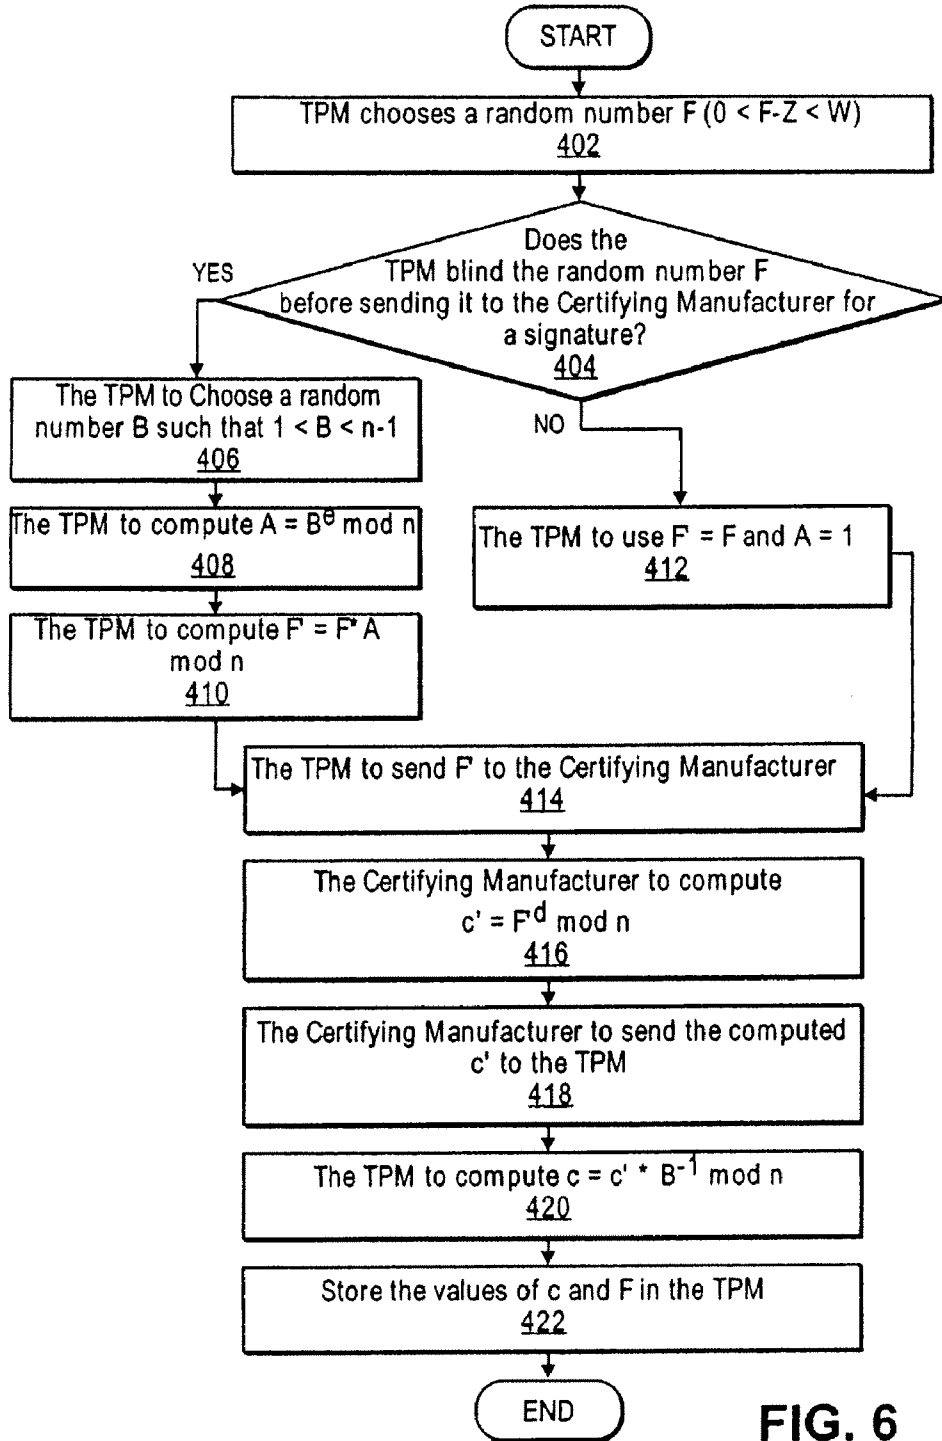 START
TPM chooses a random number F (0 < F-Z < W)
402
Does the
TPM blind the random number F
before sending it to the Certifying Manufacturer for
a signature?
404
YES
NO
The TPM to Choose a random
number B such that 1 < B < n-1
406
The TPM to compute A = B^e mod n
408
The TPM to compute F' = F*A
mod n
410
The TPM to use F' = F and A = 1
412
The TPM to send F' to the Certifying Manufacturer
414
The Certifying Manufacturer to compute
c' = F'^d mod n
416
The Certifying Manufacturer to send the computed
c' to the TPM
418
The TPM to compute c = c' * B^-1 mod n
420
Store the values of c and F in the TPM
422
END
FIG. 6